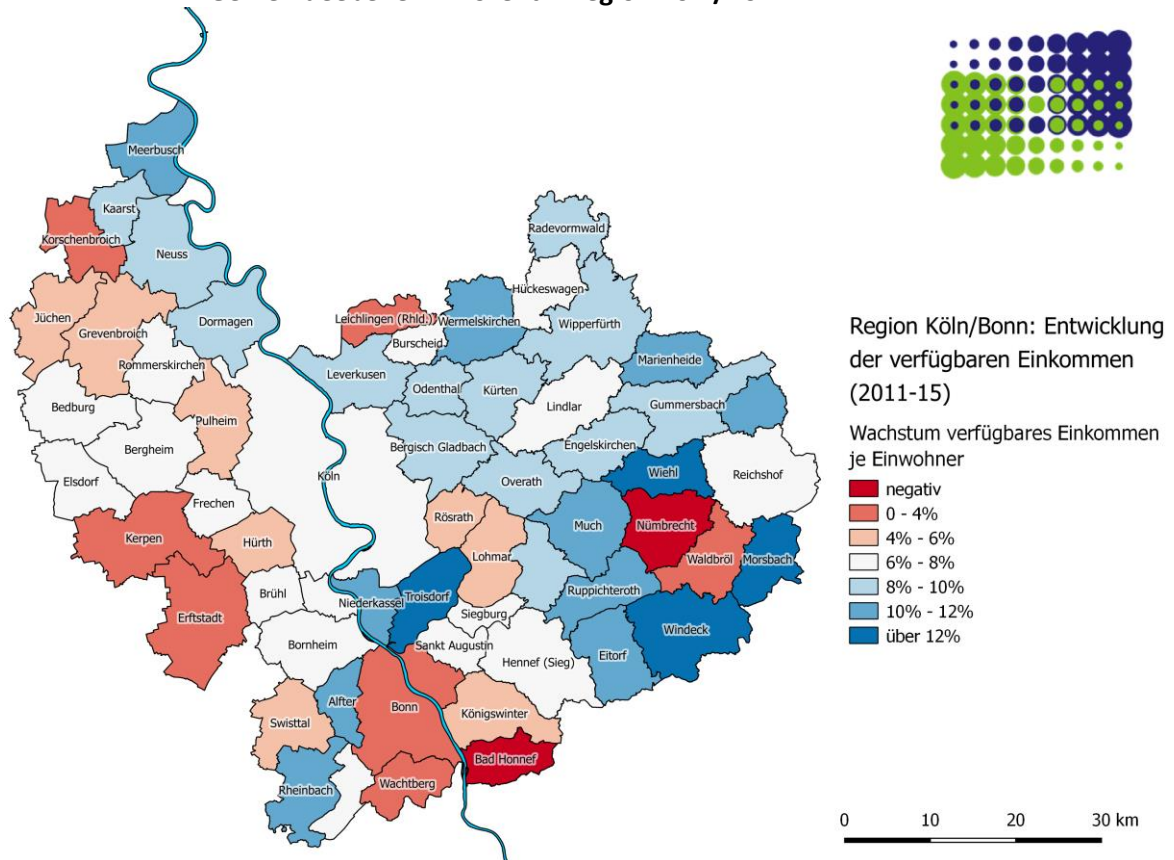 Meerbusch
Kaarst
Korschenbroich
Neuss
Radevormwald
Hückeswagen
Jüchen
Grevenbroich
Dormagen
Leichlingen (Rhld.)
Wermelskirchen
Wipperfürth
Burscheid
Rommerskirchen
Marienheide
Leverkusen
Odenthal
Kürten
Lindlar
Gummersbach
Bedburg
Pulheim
Bergisch Gladbach
Engelskirchen
Bergheim
Köln
Wiehl
Reichshof
Elsdorf
Overath
Frechen
Rösrath
Much
Nümbrecht
Kerpen
Hürth
Lohmar
Waldbröl
Morsbach
Brühl
Niederkassel
Troisdorf
Ruppichteroth
Siegburg
Erftstadt
Windeck
Bornheim
Sankt Augustin
Hennef (Sieg)
Eitorf
Alfter
Bonn
Swisttal
Königswinter
Bad Honnef
Rheinbach
Wachtberg
Region Köln/Bonn: Entwicklung
der verfügbaren Einkommen
(2011-15)
Wachstum verfügbares Einkommen
je Einwohner
negativ
0 - 4%
4% - 6%
6% - 8%
8% - 10%
10% - 12%
über 12%
0 10 20 30 km